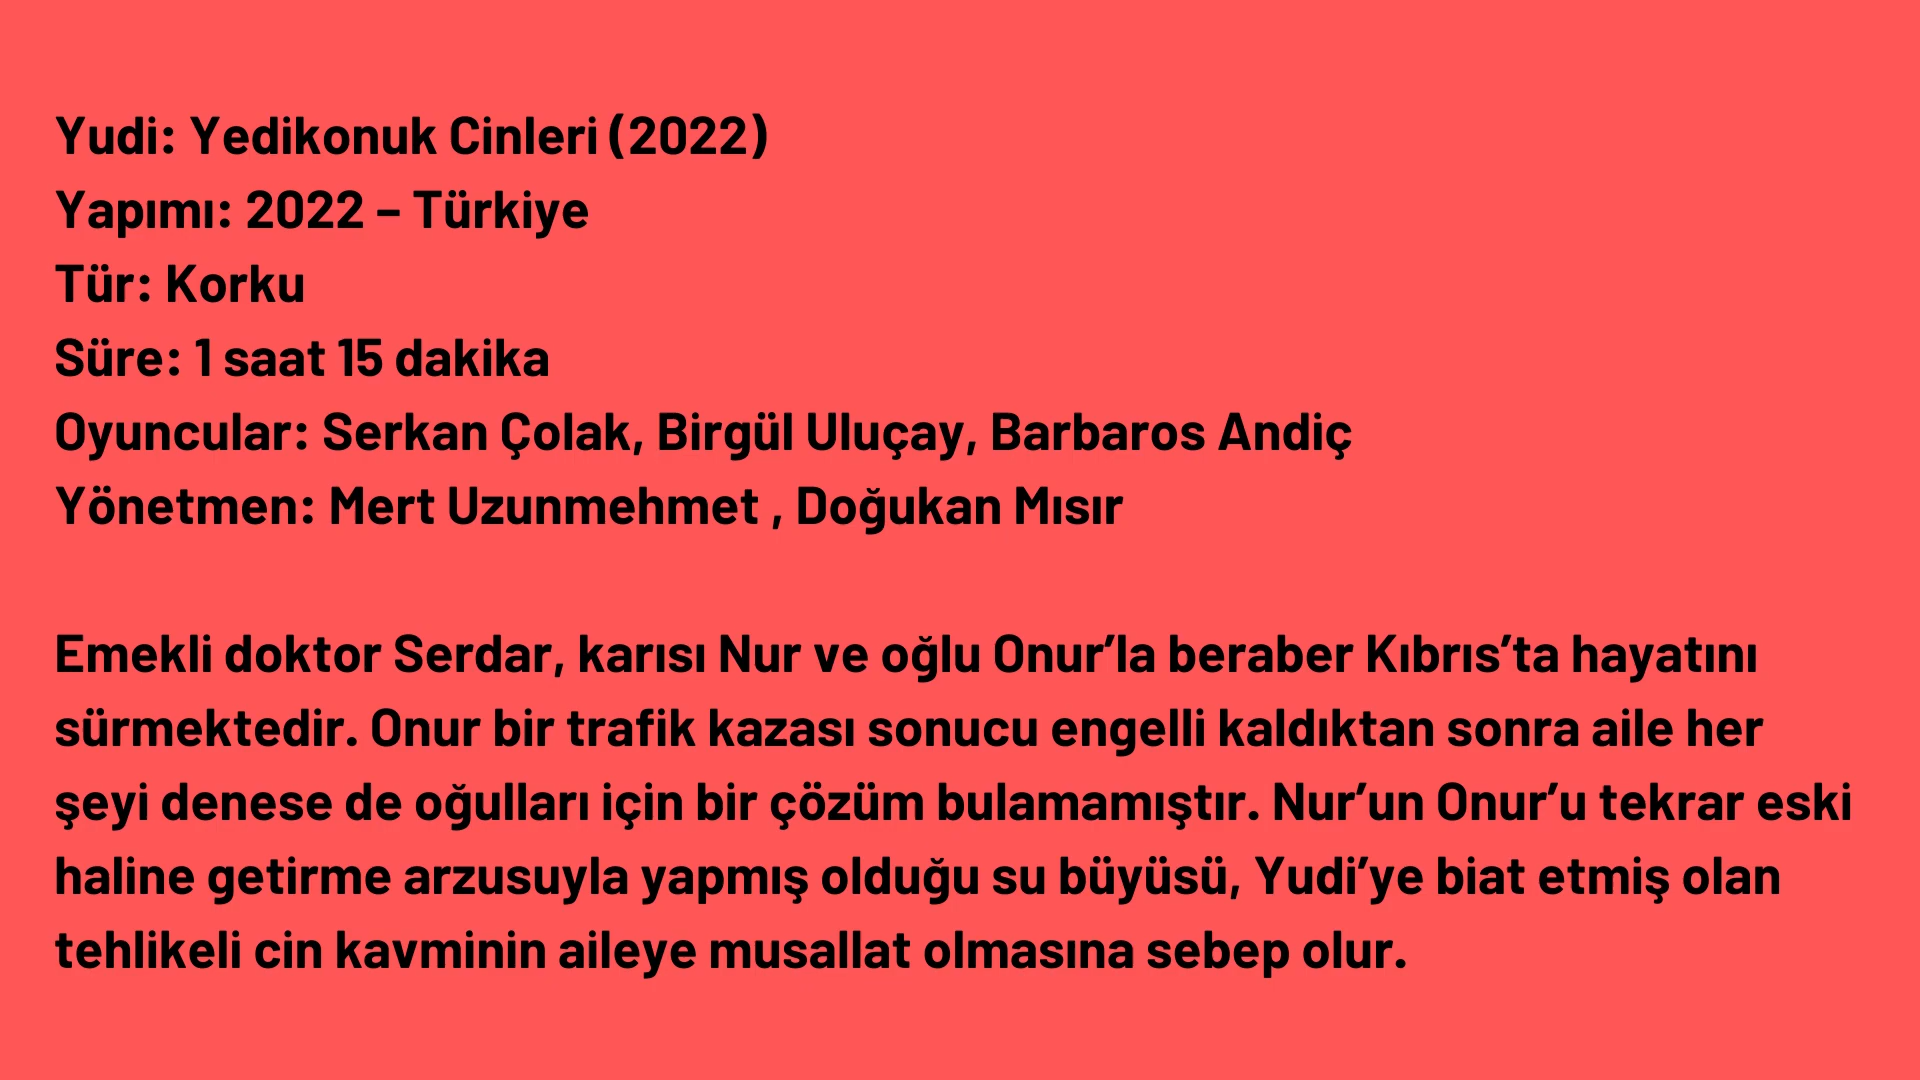 Yudi: Yedikonuk Cinleri (2022)
Yapımı: 2022 – Türkiye
Tür: Korku
Süre: 1 saat 15 dakika
Oyuncular: Serkan Çolak, Birgül Uluçay, Barbaros Andiç
Yönetmen: Mert Uzunmehmet , Doğukan Mısır
Emekli doktor Serdar, karısı Nur ve oğlu Onur’la beraber Kıbrıs’ta hayatını
sürmektedir. Onur bir trafik kazası sonucu engelli kaldıktan sonra aile her
şeyi denese de oğulları için bir çözüm bulamamıştır. Nur’un Onur’u tekrar eski
haline getirme arzusuyla yapmış olduğu su büyüsü, Yudi’ye biat etmiş olan
tehlikeli cin kavminin aileye musallat olmasına sebep olur.